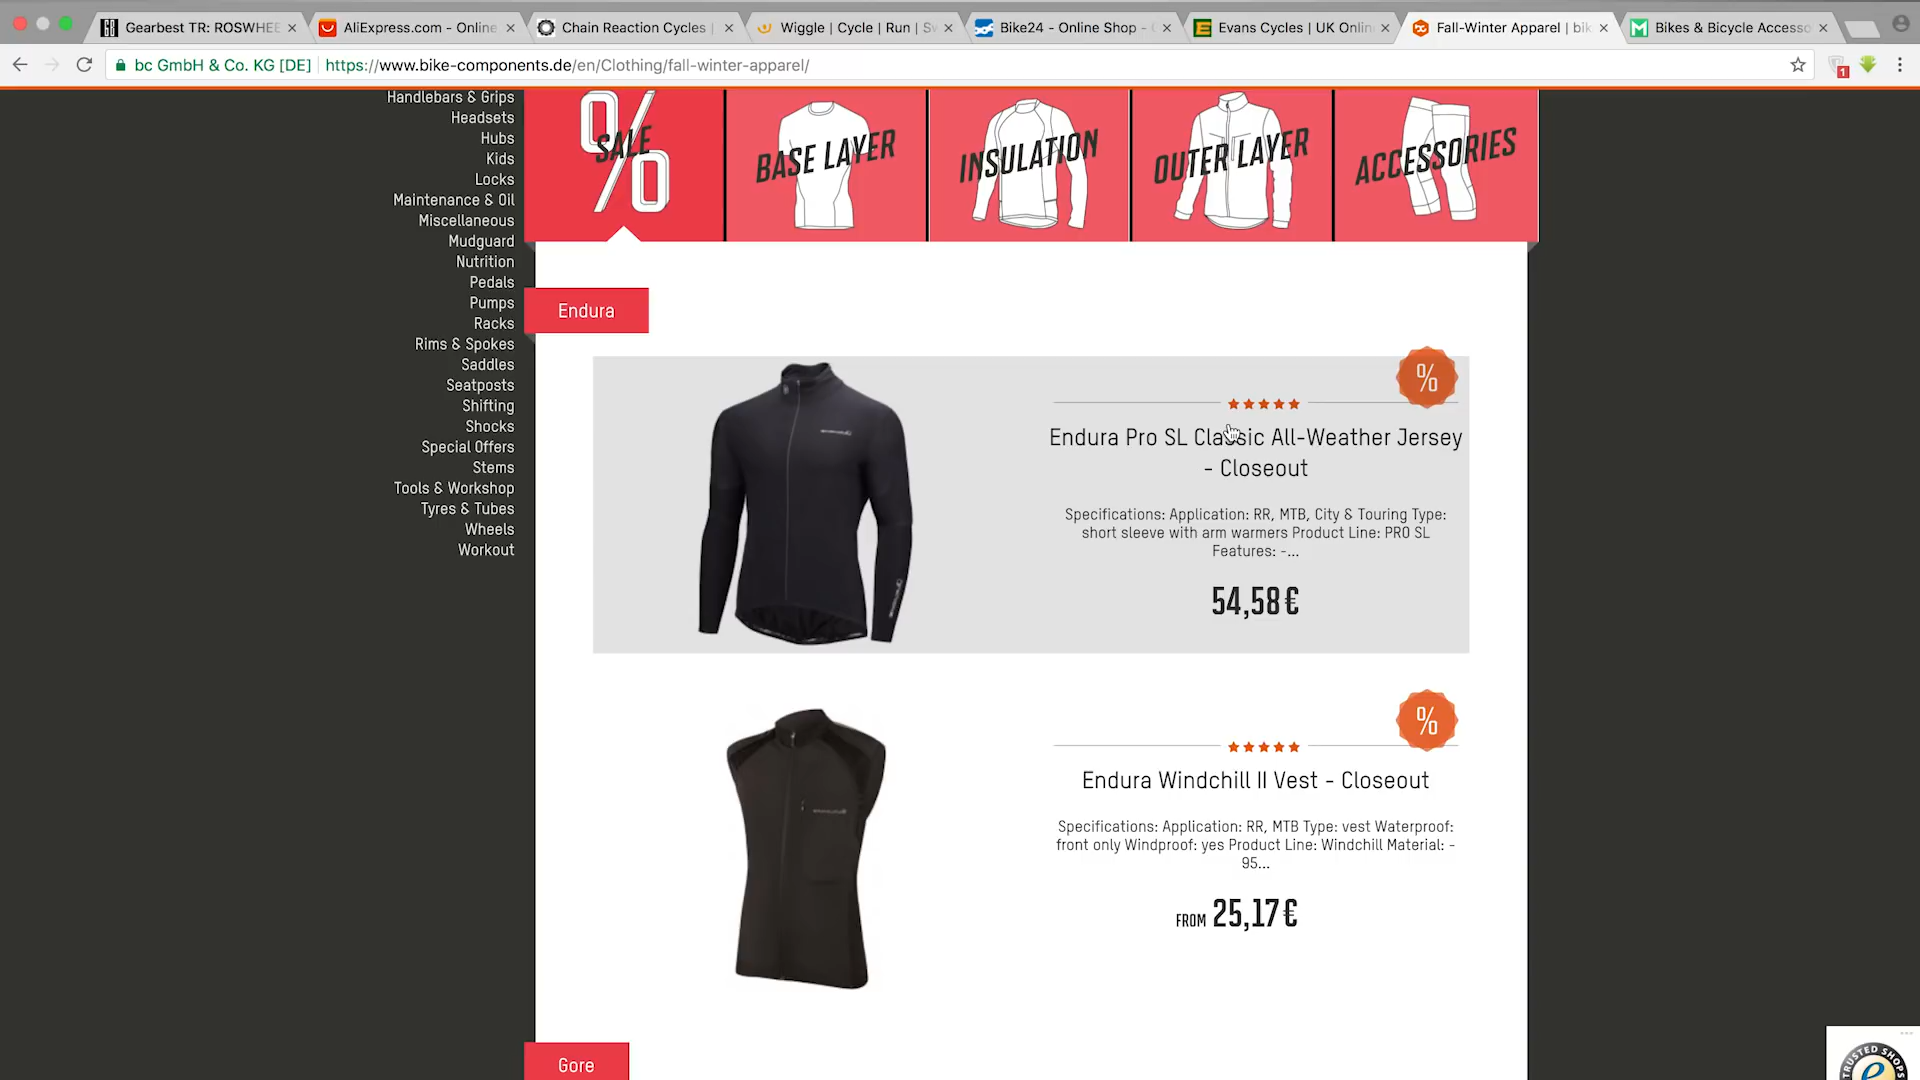 Gearbest TR: ROSWHEE
AliExpress.com - Online
Chain Reaction Cycles |
Wiggle | Cycle | Run | Sw
Bike24 - Online Shop -
Evans Cycles | UK Onlin
Fall-Winter Apparel | bik
Bikes & Bicycle Accesso
bc GmbH & Co. KG [DE] https://www.bike-components.de/en/Clothing/fall-winter-apparel/
1
Handlebars & Grips
Headsets
Hubs
Kids
Locks
Maintenance & Oil
Miscellaneous
Mudguard
Nutrition
Pedals
Pumps
Racks
Rims & Spokes
Saddles
Seatposts
Shifting
Shocks
Special Offers
Stems
Tools & Workshop
Tyres & Tubes
Wheels
Workout
% SALE
BASE LAYER
INSULATION
OUTER LAYER
ACCESSORIES
Endura
%
Endura Pro SL Classic All-Weather Jersey
- Closeout
Specifications: Application: RR, MTB, City & Touring Type:
short sleeve with arm warmers Product Line: PRO SL
Features: -...
54,58 €
%
Endura Windchill II Vest - Closeout
Specifications: Application: RR, MTB Type: vest Waterproof:
front only Windproof: yes Product Line: Windchill Material: -
95...
FROM 25,17 €
Gore
TRUSTED SHOPS